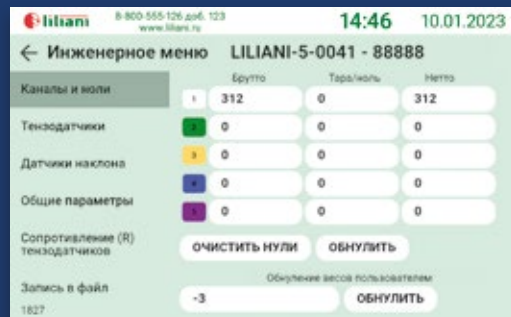 liliani
8-800-555-126 доб. 123
www.liliani.ru
14:46
10.01.2023
← Инженерное меню LILIANI-5-0041 - 88888
Каналы и ноли
Тензодатчики
Датчики наклона
Общие параметры
Сопротивление (R)
тензодатчиков
Запись в файл
1827
Брутто Тара/ноль Нетто
1 312 0 312
2 0 0 0
3 0 0 0
4 0 0 0
5 0 0 0
ОЧИСТИТЬ НУЛИ ОБНУЛИТЬ
Обнуление весов пользователем
-3 ОБНУЛИТЬ